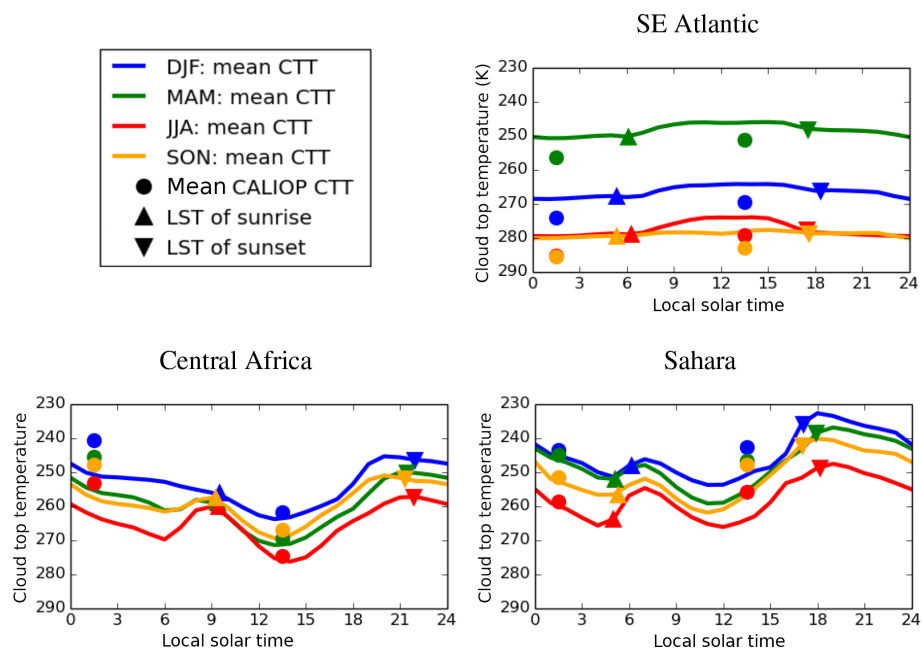 SE Atlantic
DJF: mean CTT
MAM: mean CTT
JJA: mean CTT
SON: mean CTT
Mean CALIOP CTT
LST of sunrise
LST of sunset
Cloud top temperature (K)
230
240
250
260
270
280
290
0 3 6 9 12 15 18 21 24
Local solar time
Central Africa
Cloud top temperature
230
240
250
260
270
280
290
0 3 6 9 12 15 18 21 24
Local solar time
Sahara
Cloud top temperature
230
240
250
260
270
280
290
0 3 6 9 12 15 18 21 24
Local solar time